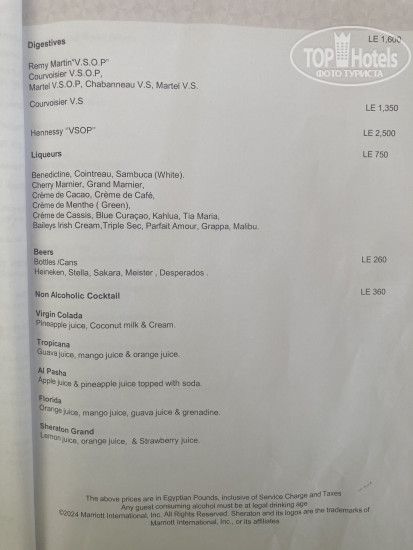 Digestives LE 1,600
TOP Hotels
ФОТО ТУРИСТА
Remy Martin"V.S.O.P"
Courvoisier V.S.O.P,
Martel V.S.O.P, Chabanneau V.S, Martel V.S.
Courvoisier V.S LE 1,350
Hennessy "VSOP" LE 2,500
Liqueurs LE 750
Benedictine, Cointreau, Sambuca (White).
Cherry Marnier, Grand Marnier,
Crème de Cacao, Crème de Café,
Crème de Menthe ( Green),
Crème de Cassis, Blue Curaçao, Kahlua, Tia Maria,
Baileys Irish Cream,Triple Sec, Parfait Amour, Grappa, Malibu.
Beers LE 260
Bottles /Cans
Heineken, Stella, Sakara, Meister , Desperados .
Non Alcoholic Cocktail LE 360
Virgin Colada
Pineapple juice, Coconut milk & Cream.
Tropicana
Guava juice, mango juice & orange juice.
Al Pasha
Apple juice & pineapple juice topped with soda.
Florida
Orange juice, mango juice, guava juice & grenadine.
Sheraton Grand
Lemon juice, orange juice, & Strawberry juice.
The above prices are in Egyptian Pounds, inclusive of Service Charge and Taxes
Any guest consuming alcohol must be at legal drinking age
©2024 Marriott International, Inc. All Rights Reserved. Sheraton and its logos are the trademarks of
Marriott International, Inc., or its affiliates